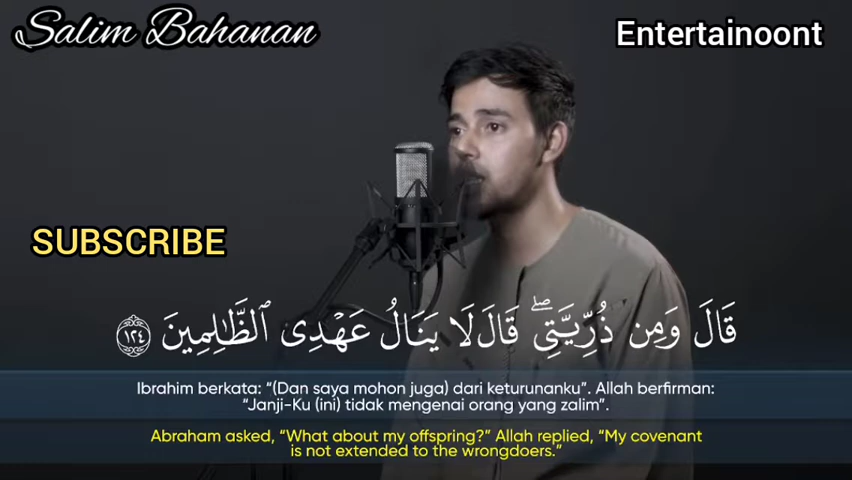 Salim Bahanan
Entertainoont
SUBSCRIBE
قَالَ وَمِن ذُرِّيَّتِىۖ قَالَ لَا يَنَالُ عَهْدِى ٱلظَّـٰلِمِينَ ١٢٤
Ibrahim berkata: “(Dan saya mohon juga) dari keturunanku”. Allah berfirman:
“Janji-Ku (ini) tidak mengenai orang yang zalim”.
Abraham asked, “What about my offspring?” Allah replied, “My covenant
is not extended to the wrongdoers.”